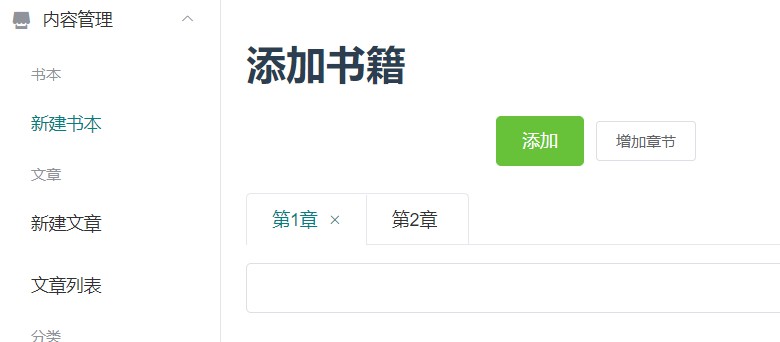 内容管理
书本
新建书本
文章
新建文章
文章列表
分类
添加书籍
添加 增加章节
第1章 × 第2章